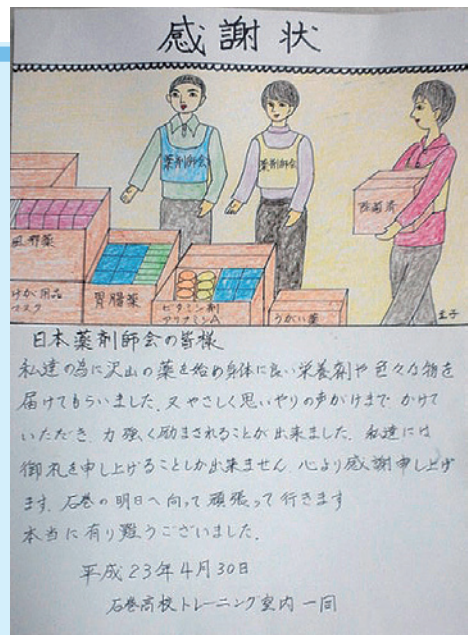 感謝状
薬剤師会
薬剤師会
除菌済
風邪薬
胃腸薬
けが用品
マスク
ビタミン剤
アリナミンA
うがい薬
圭子
日本薬剤師会の皆様
私達の為に沢山の薬を始め身体に良い栄養剤や色々な物を
届けてもらいました。又やさしく思いやりの声がけまでかけて
いただき、力強く励まされることが出来ました。私達には
御礼を申し上げることしか出来ません。心より感謝申し上げ
ます。石巻の明日へ向って頑張って行きます
本当に有り難うございました。
平成23年4月30日
石巻高校トレーニング室内一同